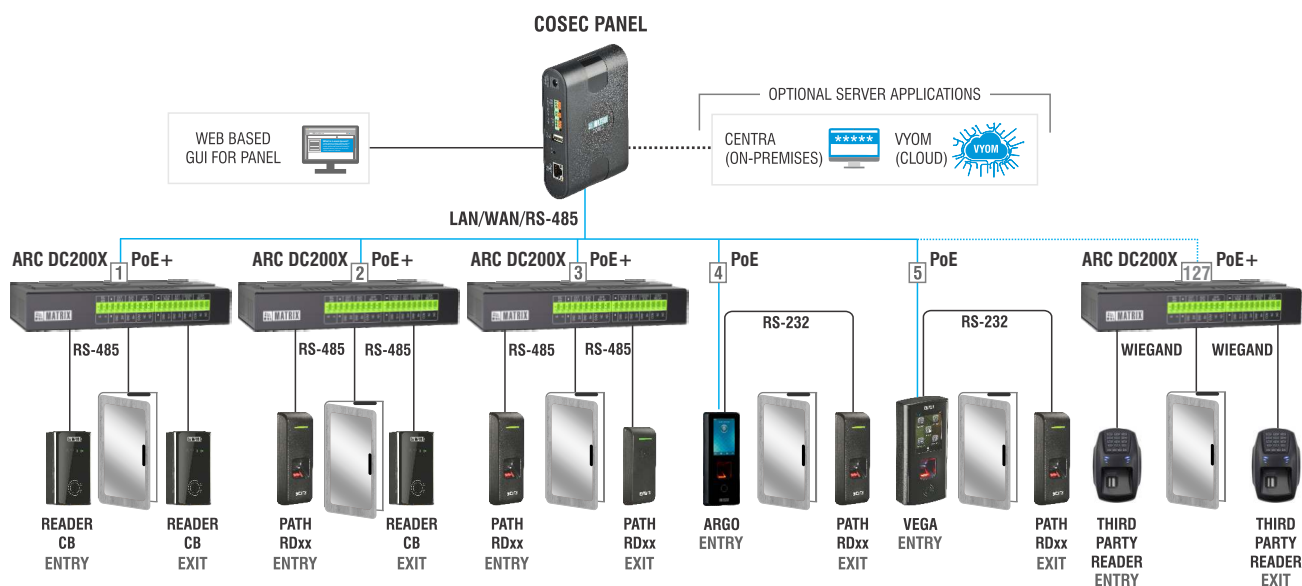 COSEC PANEL
OPTIONAL SERVER APPLICATIONS
WEB BASED
GUI FOR PANEL
CENTRA
(ON-PREMISES)
*****
VYOM
(CLOUD)
VYOM
MATRIX
LAN/WAN/RS-485
ARC DC200X 1 PoE+
ARC DC200X 2 PoE+
ARC DC200X 3 PoE+
4 PoE
5 PoE
ARC DC200X 127 PoE+
MATRIX
MATRIX
MATRIX
MATRIX
RS-485
RS-485
RS-485
RS-485
RS-485
RS-232
RS-232
WIEGAND
WIEGAND
READER
CB
ENTRY
READER
CB
EXIT
PATH
RDxx
ENTRY
READER
CB
EXIT
PATH
RDxx
ENTRY
PATH
RDxx
EXIT
ARGO
ENTRY
PATH
RDxx
EXIT
VEGA
ENTRY
PATH
RDxx
EXIT
THIRD
PARTY
READER
ENTRY
THIRD
PARTY
READER
EXIT